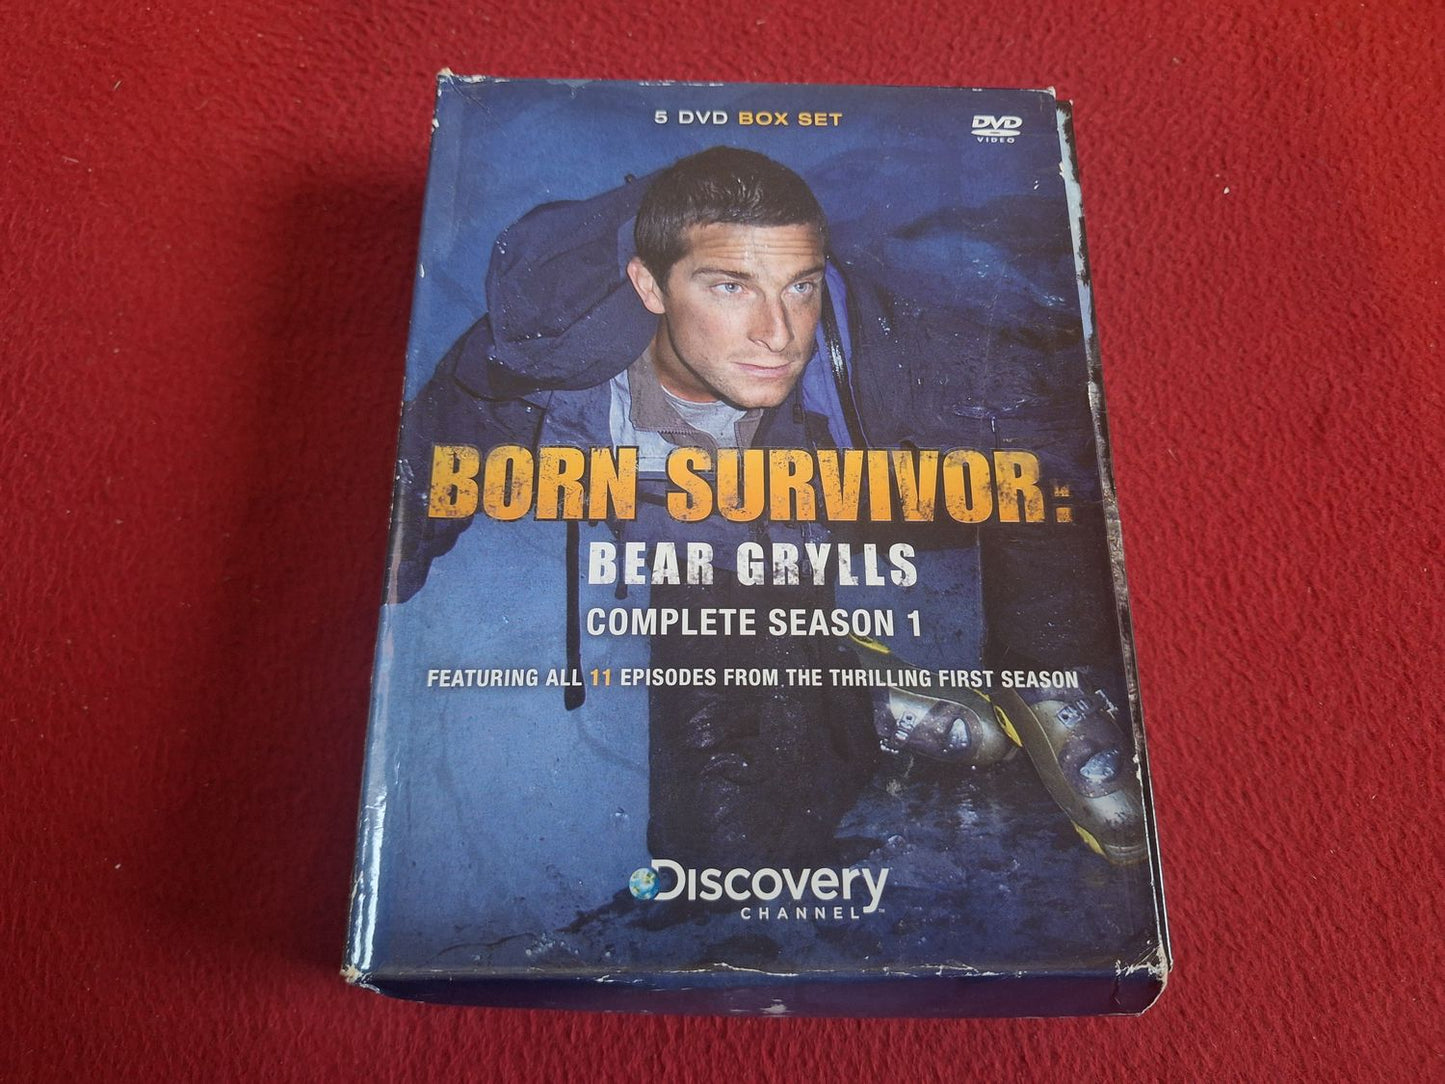 5 DVD BOX SET
DVD
VIDEO
BORN SURVIVOR:
BEAR GRYLLS
COMPLETE SEASON 1
FEATURING ALL 11 EPISODES FROM THE THRILLING FIRST SEASON
DISCOVERY
CHANNEL™